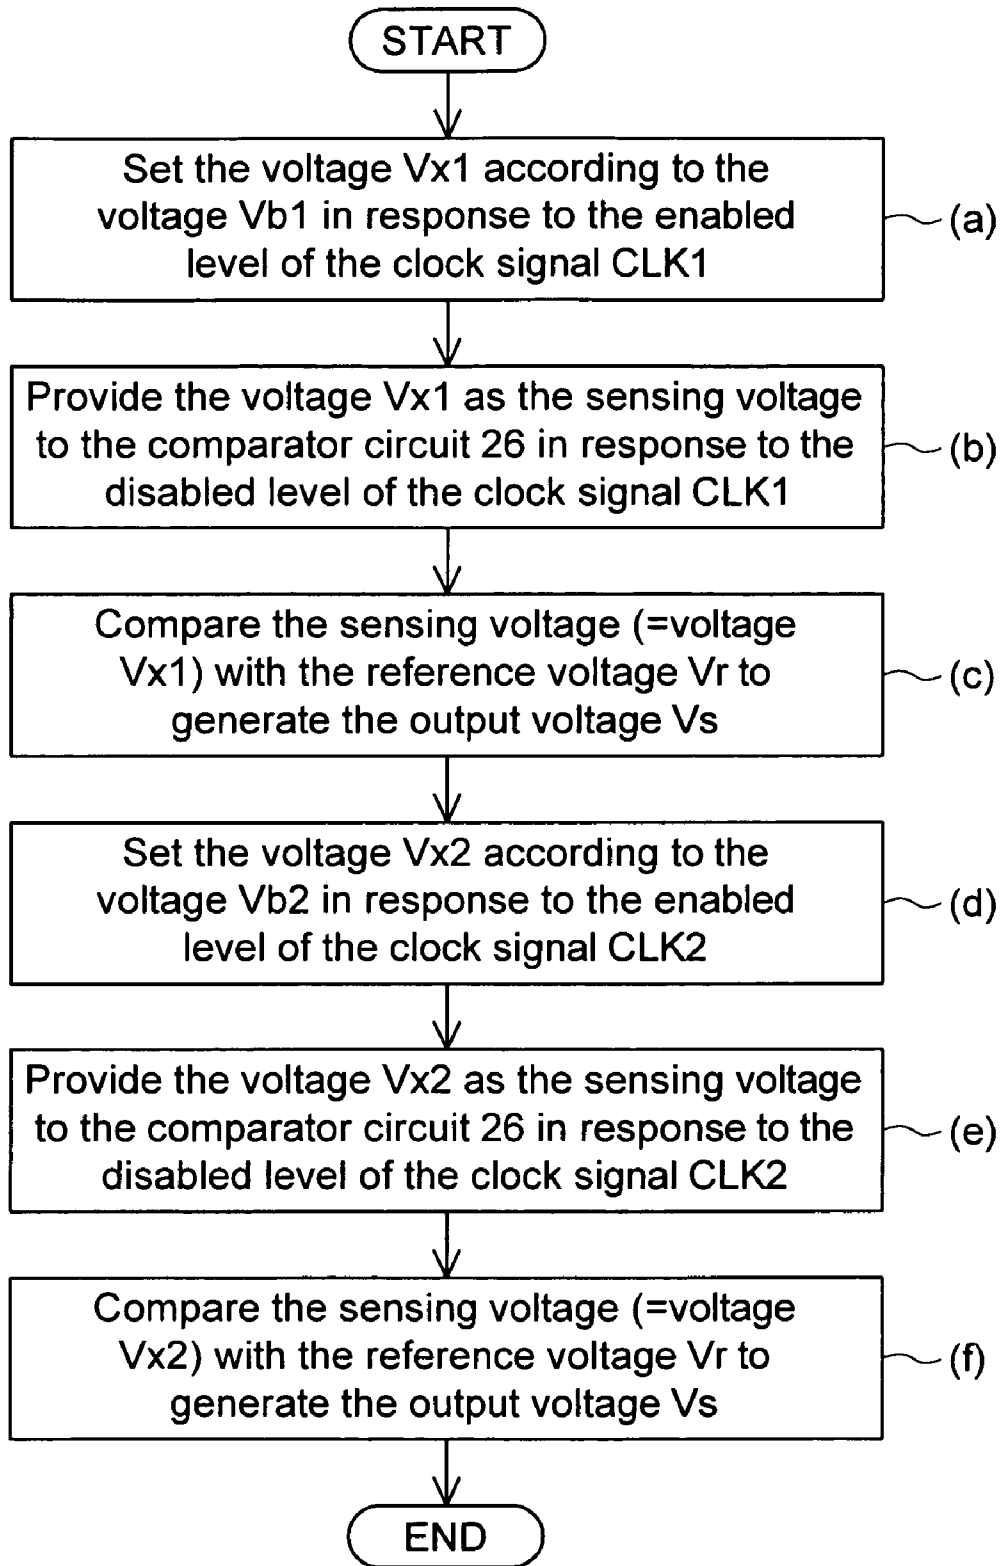 START
Set the voltage Vx1 according to the
voltage Vb1 in response to the enabled
level of the clock signal CLK1
(a)
Provide the voltage Vx1 as the sensing voltage
to the comparator circuit 26 in response to the
disabled level of the clock signal CLK1
(b)
Compare the sensing voltage (=voltage
Vx1) with the reference voltage Vr to
generate the output voltage Vs
(c)
Set the voltage Vx2 according to the
voltage Vb2 in response to the enabled
level of the clock signal CLK2
(d)
Provide the voltage Vx2 as the sensing voltage
to the comparator circuit 26 in response to the
disabled level of the clock signal CLK2
(e)
Compare the sensing voltage (=voltage
Vx2) with the reference voltage Vr to
generate the output voltage Vs
(f)
END